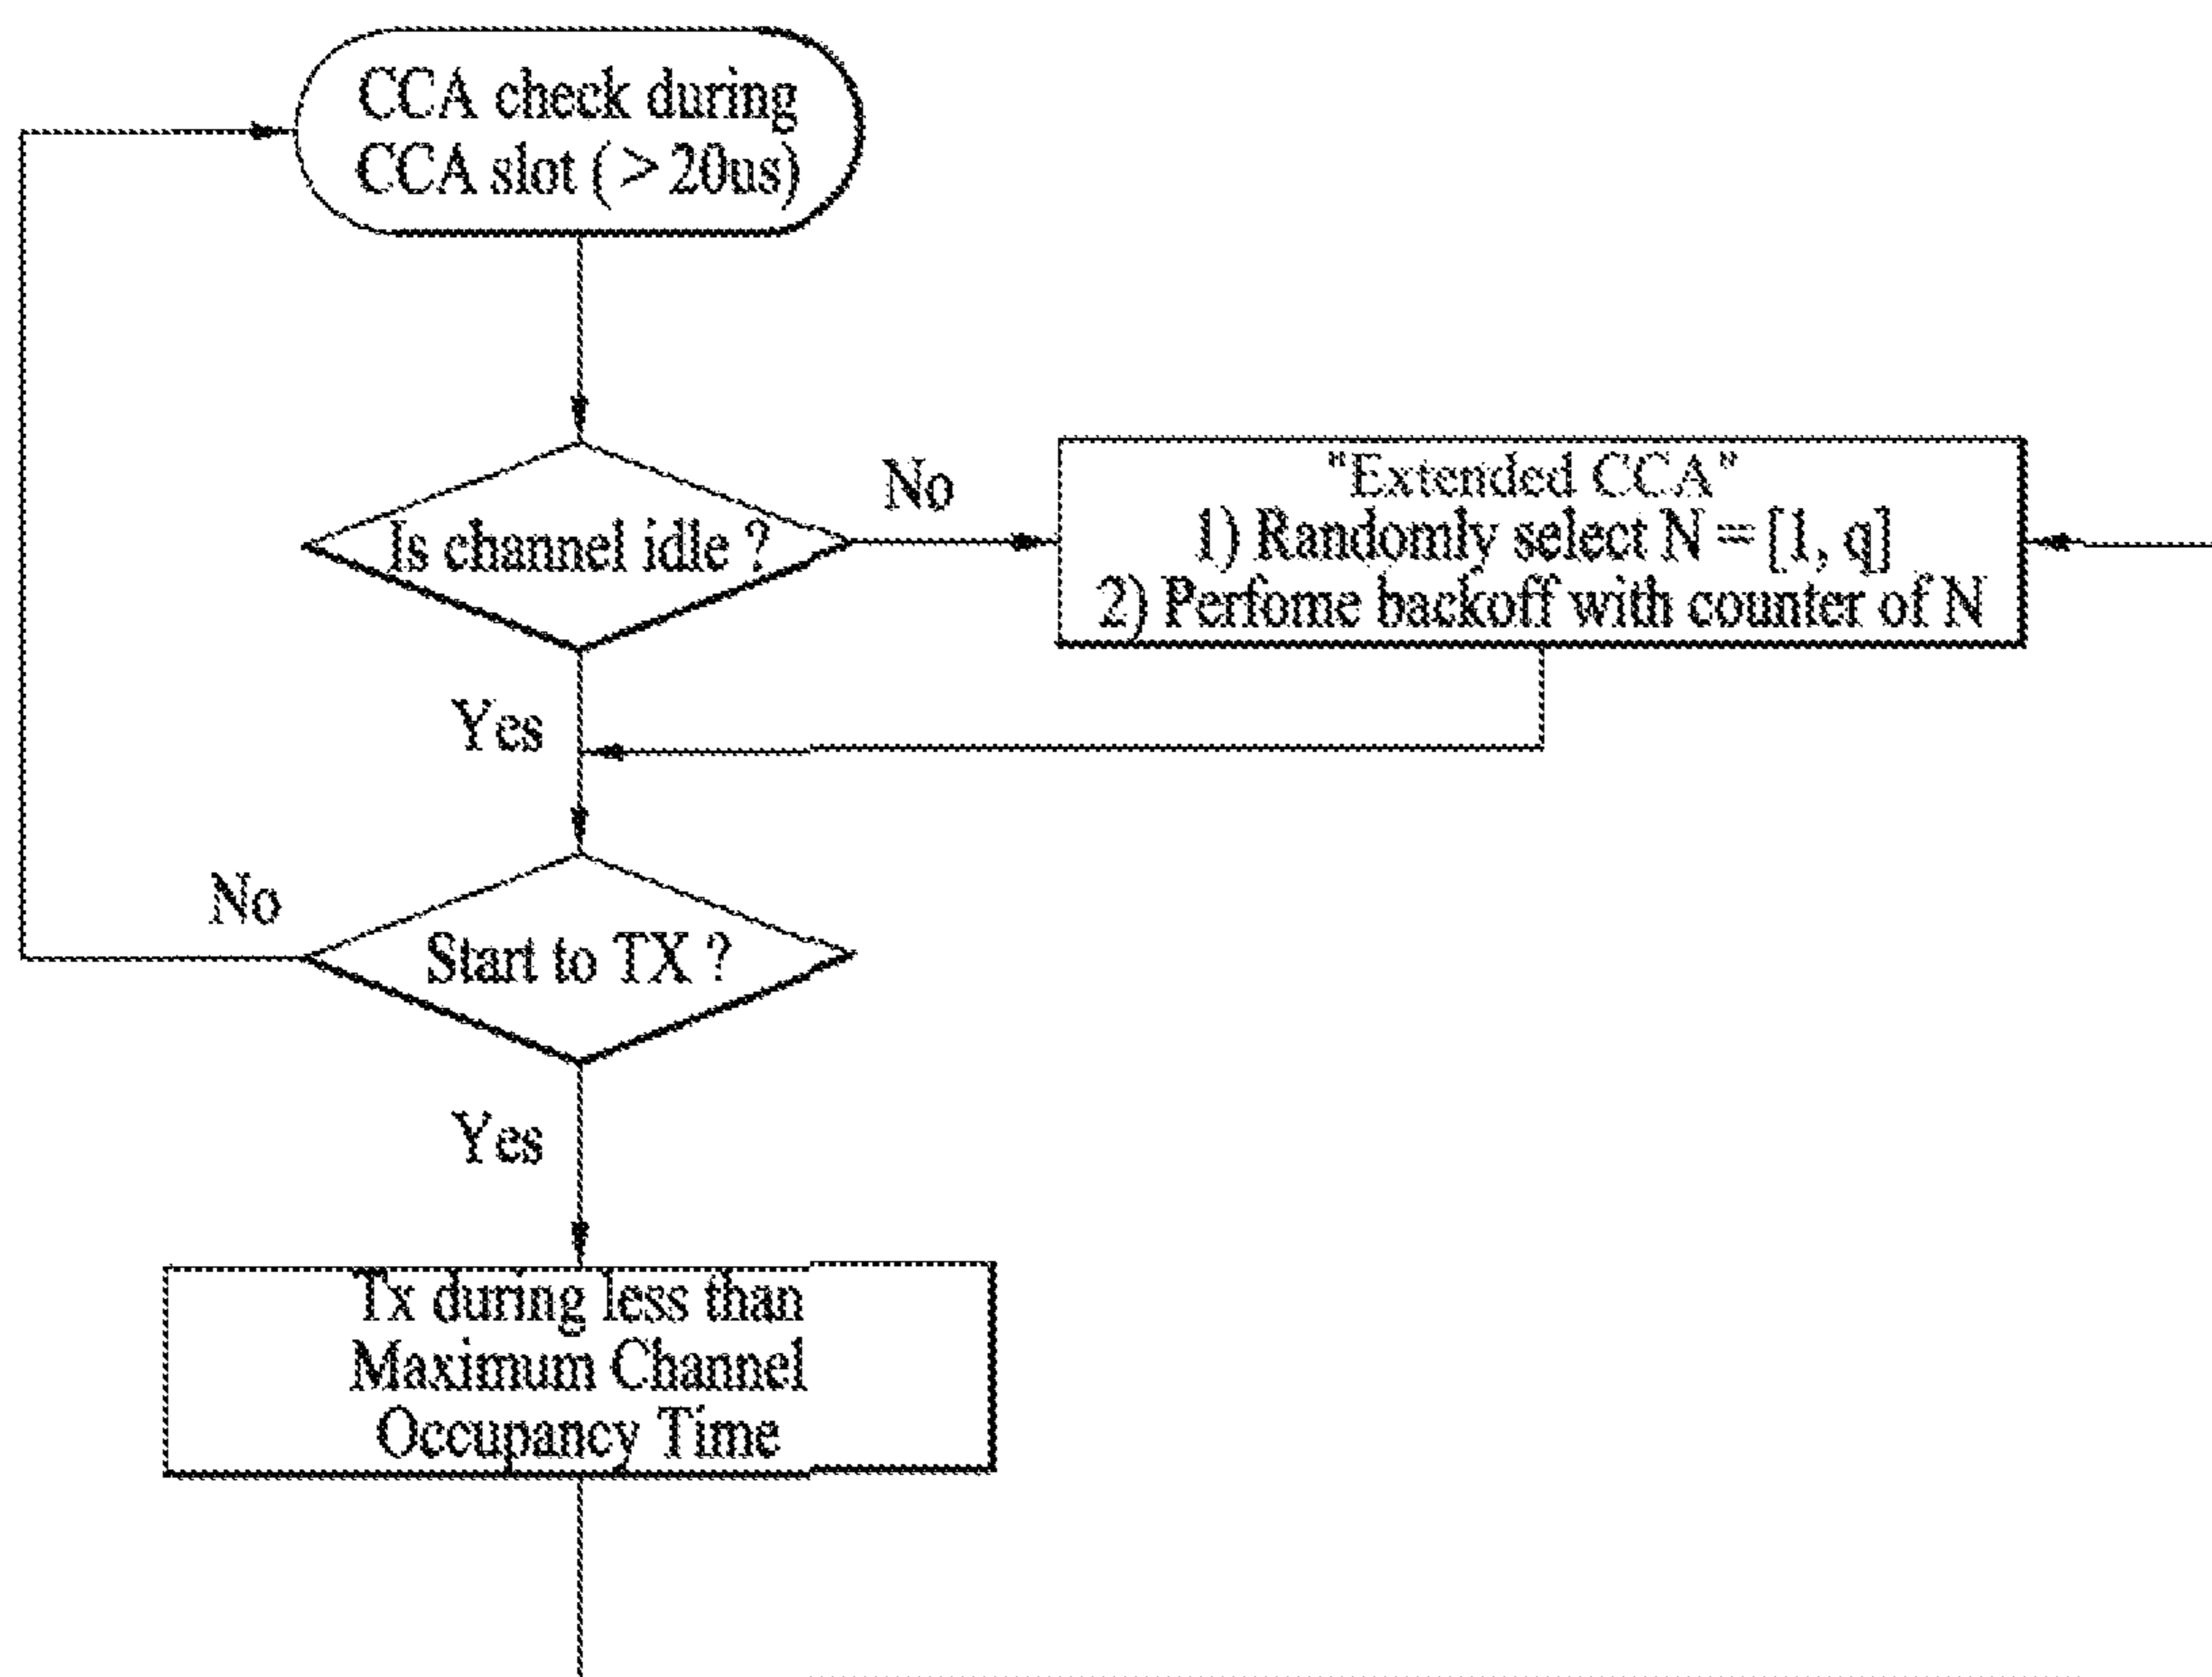 CCA check during
CCA slot ( > 20us)
Is channel idle ?
No
"Extended CCA"
1) Randomly select N = [1, q]
2) Perfome backoff with counter of N
Yes
No
Start to TX ?
Yes
Tx during less than
Maximum Channel
Occupancy Time